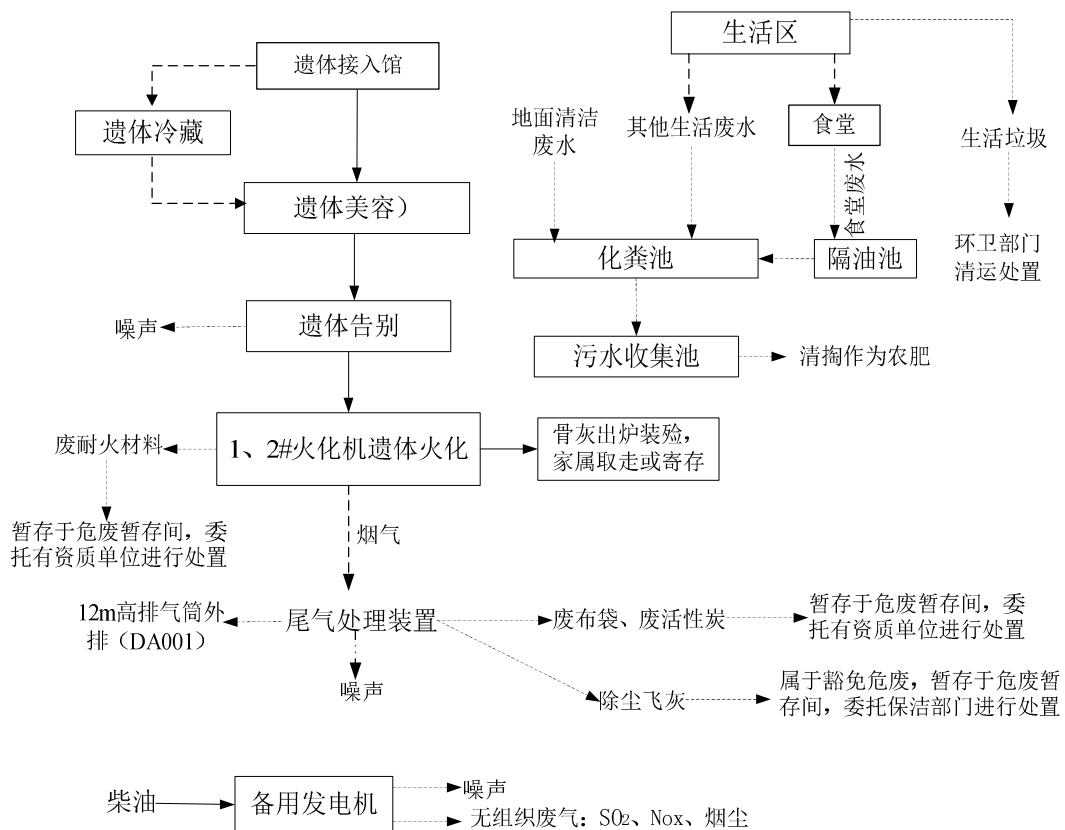 遗体接入馆
遗体冷藏
遗体美容）
遗体告别
噪声
1、2#火化机遗体火化
骨灰出炉装殓，
家属取走或寄存
废耐火材料
暂存于危废暂存间，委
托有资质单位进行处置
烟气
尾气处理装置
12m高排气筒外
排（DA001）
噪声
废布袋、废活性炭
暂存于危废暂存间，委
托有资质单位进行处置
除尘飞灰
属于豁免危废，暂存于危废暂
存间，委托保洁部门进行处置
生活区
地面清洁
废水
其他生活废水
食堂
食堂废水
生活垃圾
环卫部门
清运处置
化粪池
隔油池
污水收集池
清掏作为农肥
柴油
备用发电机
噪声
无组织废气：SO₂、Nox、烟尘